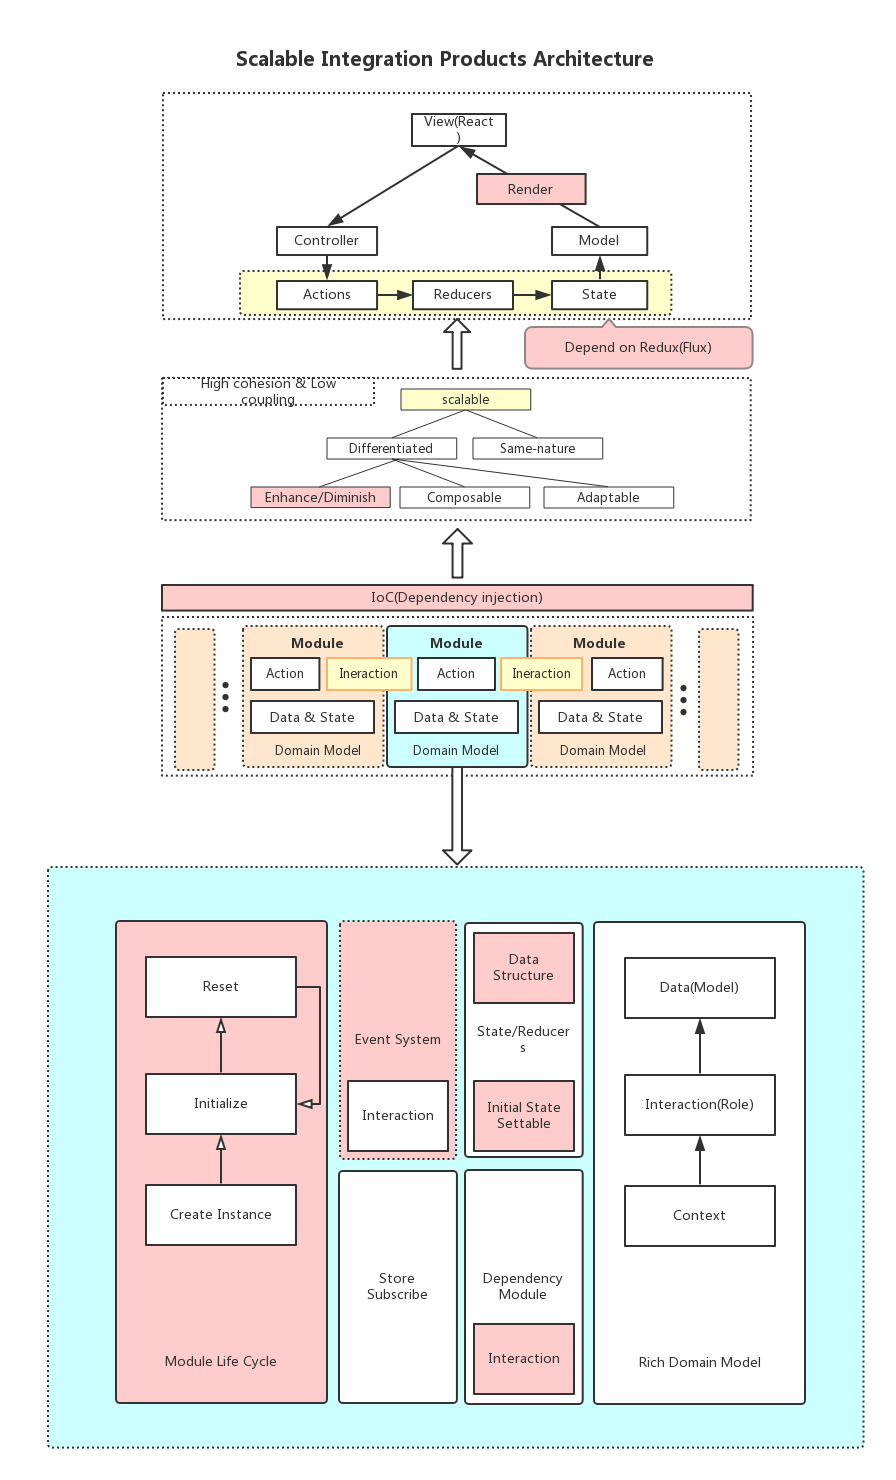 Scalable Integration Products Architecture
View(React
)
Render
Controller
Model
Actions
Reducers
State
Depend on Redux(Flux)
High cohesion & Low
coupling
scalable
Differentiated
Same-nature
Enhance/Diminish
Composable
Adaptable
IoC(Dependency injection)
Module
Module
Module
Action
Ineraction
Action
Ineraction
Action
Data & State
Data & State
Data & State
Domain Model
Domain Model
Domain Model
Reset
Initialize
Create Instance
Module Life Cycle
Event System
Interaction
Store
Subscribe
Data
Structure
State/Reducer
s
Initial State
Settable
Dependency
Module
Interaction
Data(Model)
Interaction(Role)
Context
Rich Domain Model